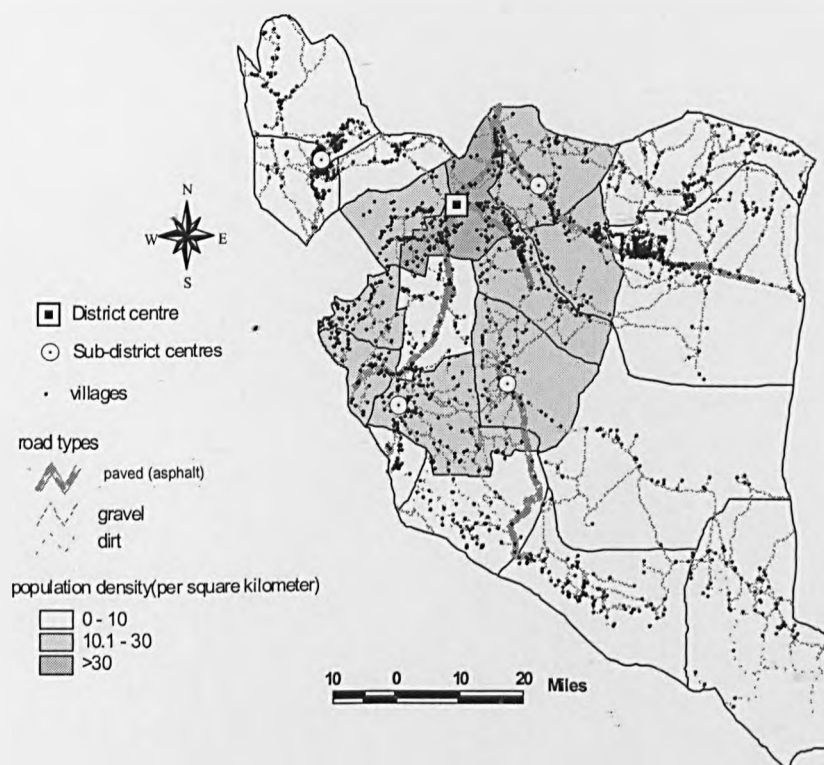 N
W E
S
District centre
Sub-district centres
villages
road types
paved (asphalt)
gravel
dirt
population density(per square kilometer)
0 - 10
10.1 - 30
>30
10 0 10 20 Miles